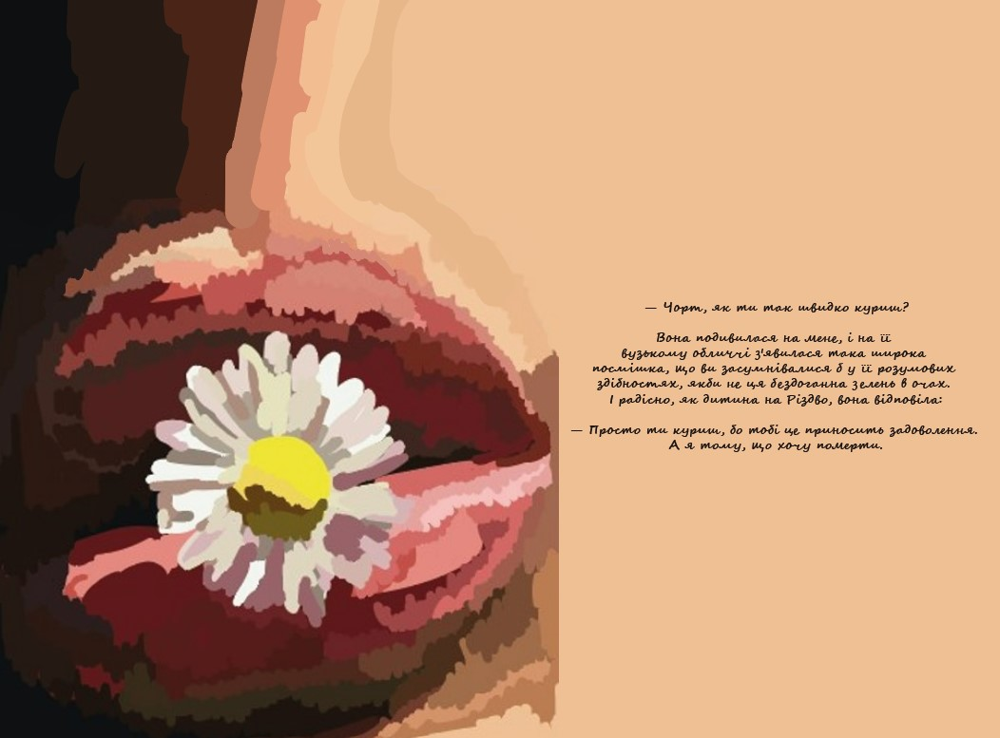 — Чорт, як ти так швидко куриш?
Вона подивилася на мене, і на її
вузькому обличчі з'явилася така широка
посмішка, що ви засумнівалися б у її розумових
здібностях, якби не ця бездоганна зелень в очах.
І радісно, як дитина на Різдво, вона відповіла:
— Просто ти куриш, бо тобі це приносить задоволення.
А я тому, що хочу померти.